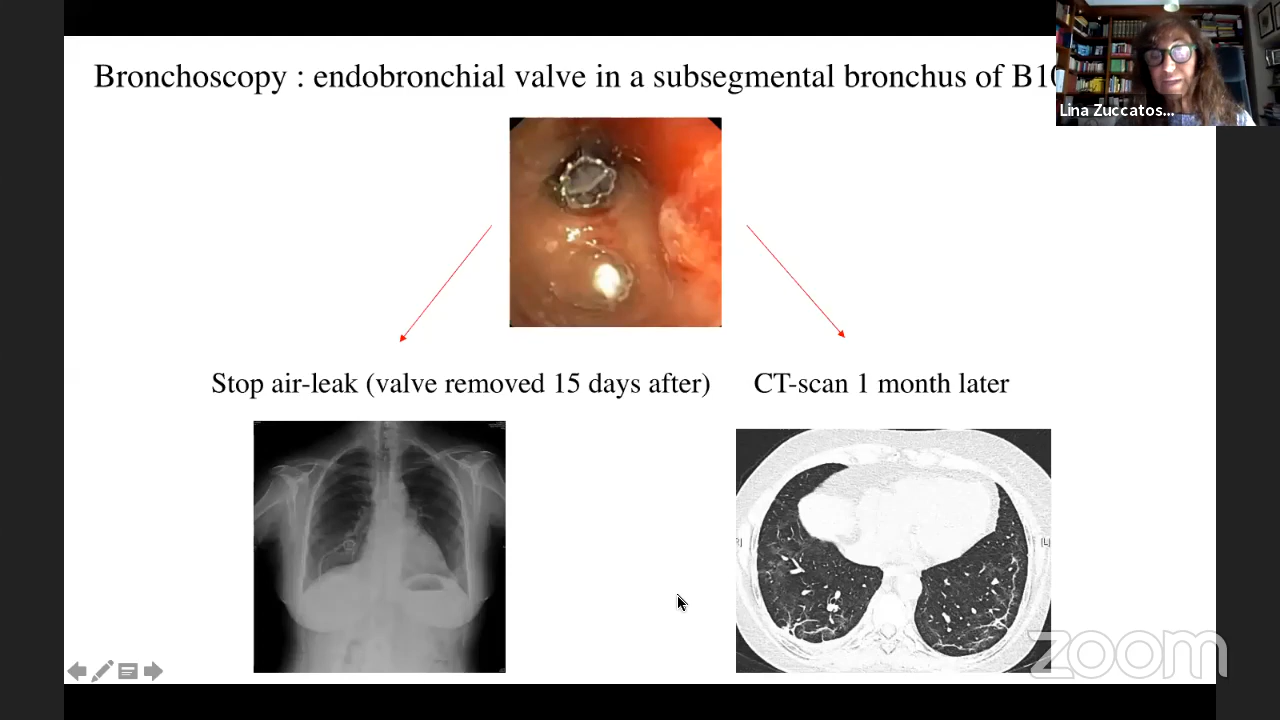 Bronchoscopy : endobronchial valve in a subsegmental bronchus of B10
Lina Zuccatos...
Stop air-leak (valve removed 15 days after)
CT-scan 1 month later
zoom